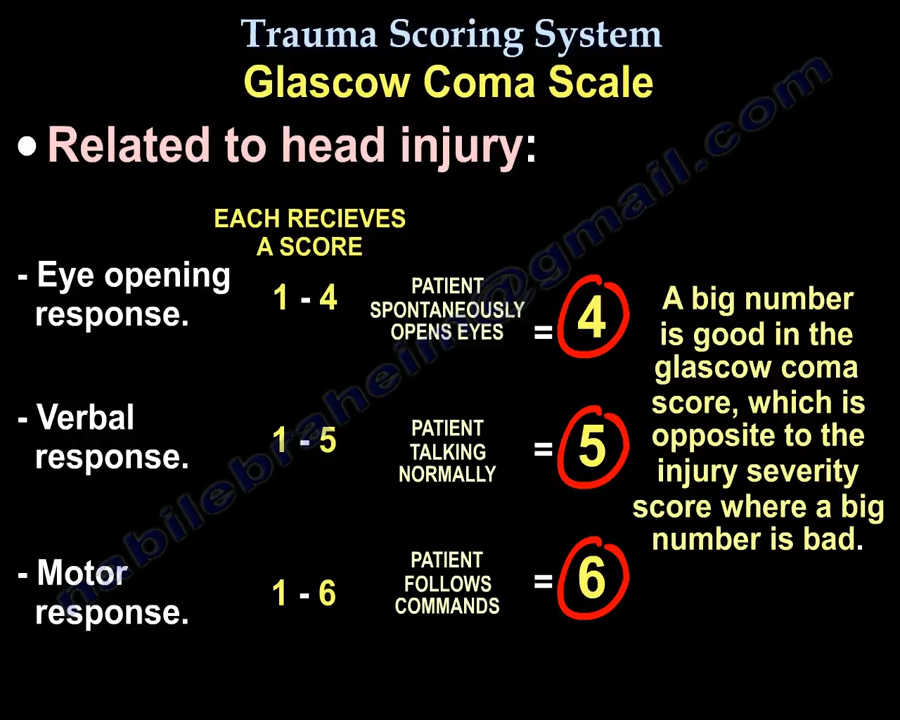 Trauma Scoring System
Glascow Coma Scale
• Related to head injury:
EACH RECIEVES
A SCORE
- Eye opening
response.
1 - 4
PATIENT
SPONTANEOUSLY
OPENS EYES
= 4
- Verbal
response.
1 - 5
PATIENT
TALKING
NORMALLY
= 5
- Motor
response.
1 - 6
PATIENT
FOLLOWS
COMMANDS
= 6
A big number
is good in the
glascow coma
score, which is
opposite to the
injury severity
score where a big
number is bad.
nabilebraheim@gmail.com